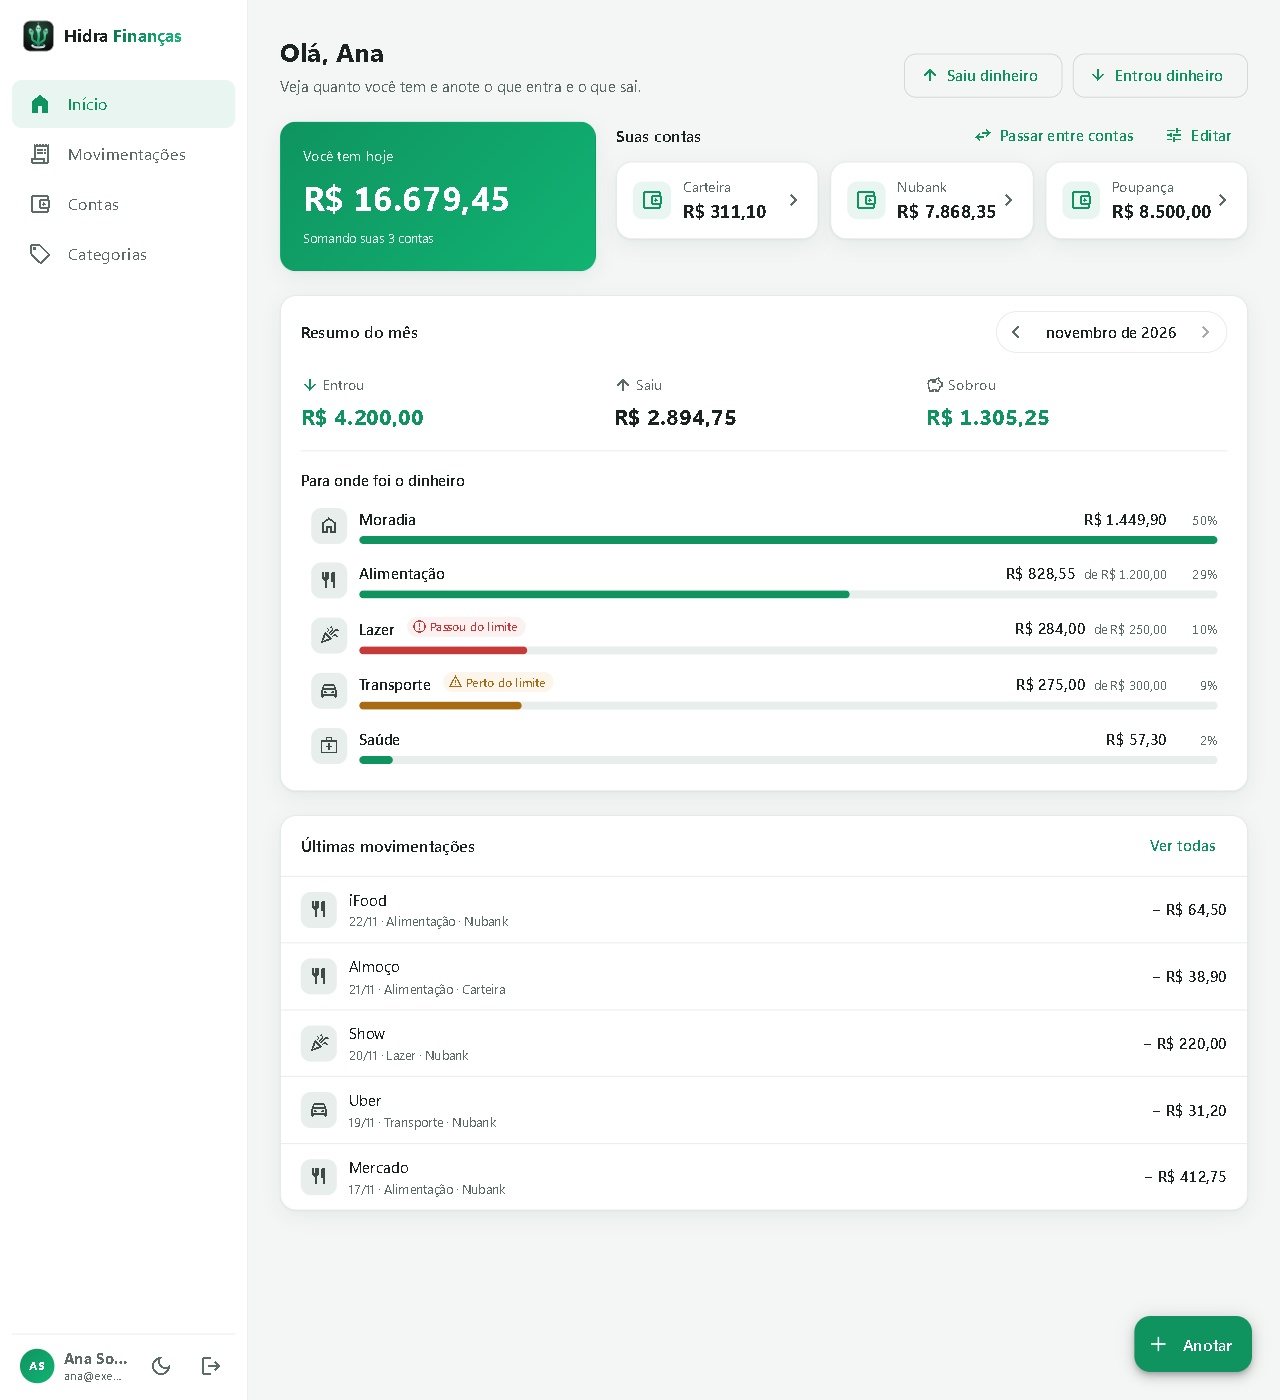 Hidra Finanças
Início
Movimentações
Contas
Categorias
Olá, Ana
Veja quanto você tem e anote o que entra e o que sai.
Saiu dinheiro
Entrou dinheiro
Você tem hoje
R$ 16.679,45
Somando suas 3 contas
Suas contas
Passar entre contas
Editar
Carteira
R$ 311,10
Nubank
R$ 7.868,35
Poupança
R$ 8.500,00
Resumo do mês
novembro de 2026
Entrou
R$ 4.200,00
Saiu
R$ 2.894,75
Sobrou
R$ 1.305,25
Para onde foi o dinheiro
Moradia
R$ 1.449,90 50%
Alimentação
R$ 828,55 de R$ 1.200,00 29%
Lazer Passou do limite
R$ 284,00 de R$ 250,00 10%
Transporte Perto do limite
R$ 275,00 de R$ 300,00 9%
Saúde
R$ 57,30 2%
Últimas movimentações
Ver todas
iFood
22/11 · Alimentação · Nubank
− R$ 64,50
Almoço
21/11 · Alimentação · Carteira
− R$ 38,90
Show
20/11 · Lazer · Nubank
− R$ 220,00
Uber
19/11 · Transporte · Nubank
− R$ 31,20
Mercado
17/11 · Alimentação · Nubank
− R$ 412,75
AS
Ana So...
ana@exe...
Anotar